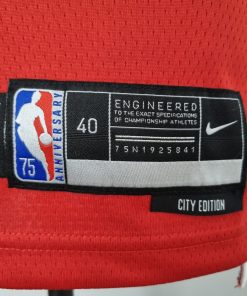 75
ANNIVERSARY
40
ENGINEERED
TO THE EXACT SPECIFICATIONS
OF CHAMPIONSHIP ATHLETES
75N1925841
CITY EDITION